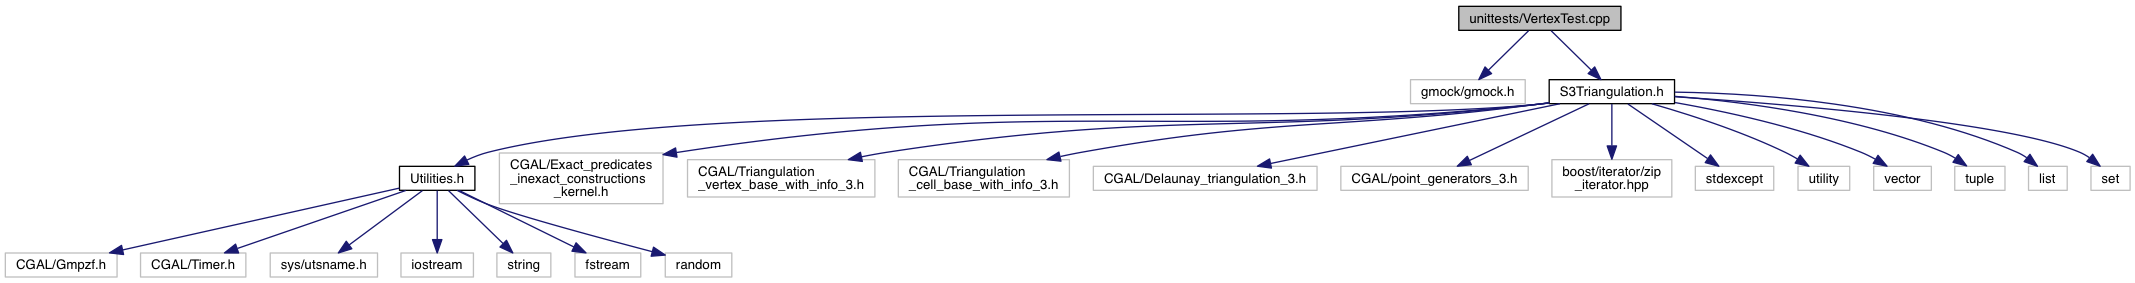 unittests/VertexTest.cpp
gmock/gmock.h
S3Triangulation.h
Utilities.h
CGAL/Exact_predicates
_inexact_constructions
_kernel.h
CGAL/Triangulation
_vertex_base_with_info_3.h
CGAL/Triangulation
_cell_base_with_info_3.h
CGAL/Delaunay_triangulation_3.h
CGAL/point_generators_3.h
boost/iterator/zip
_iterator.hpp
stdexcept
utility
vector
tuple
list
set
CGAL/Gmpzf.h
CGAL/Timer.h
sys/utsname.h
iostream
string
fstream
random